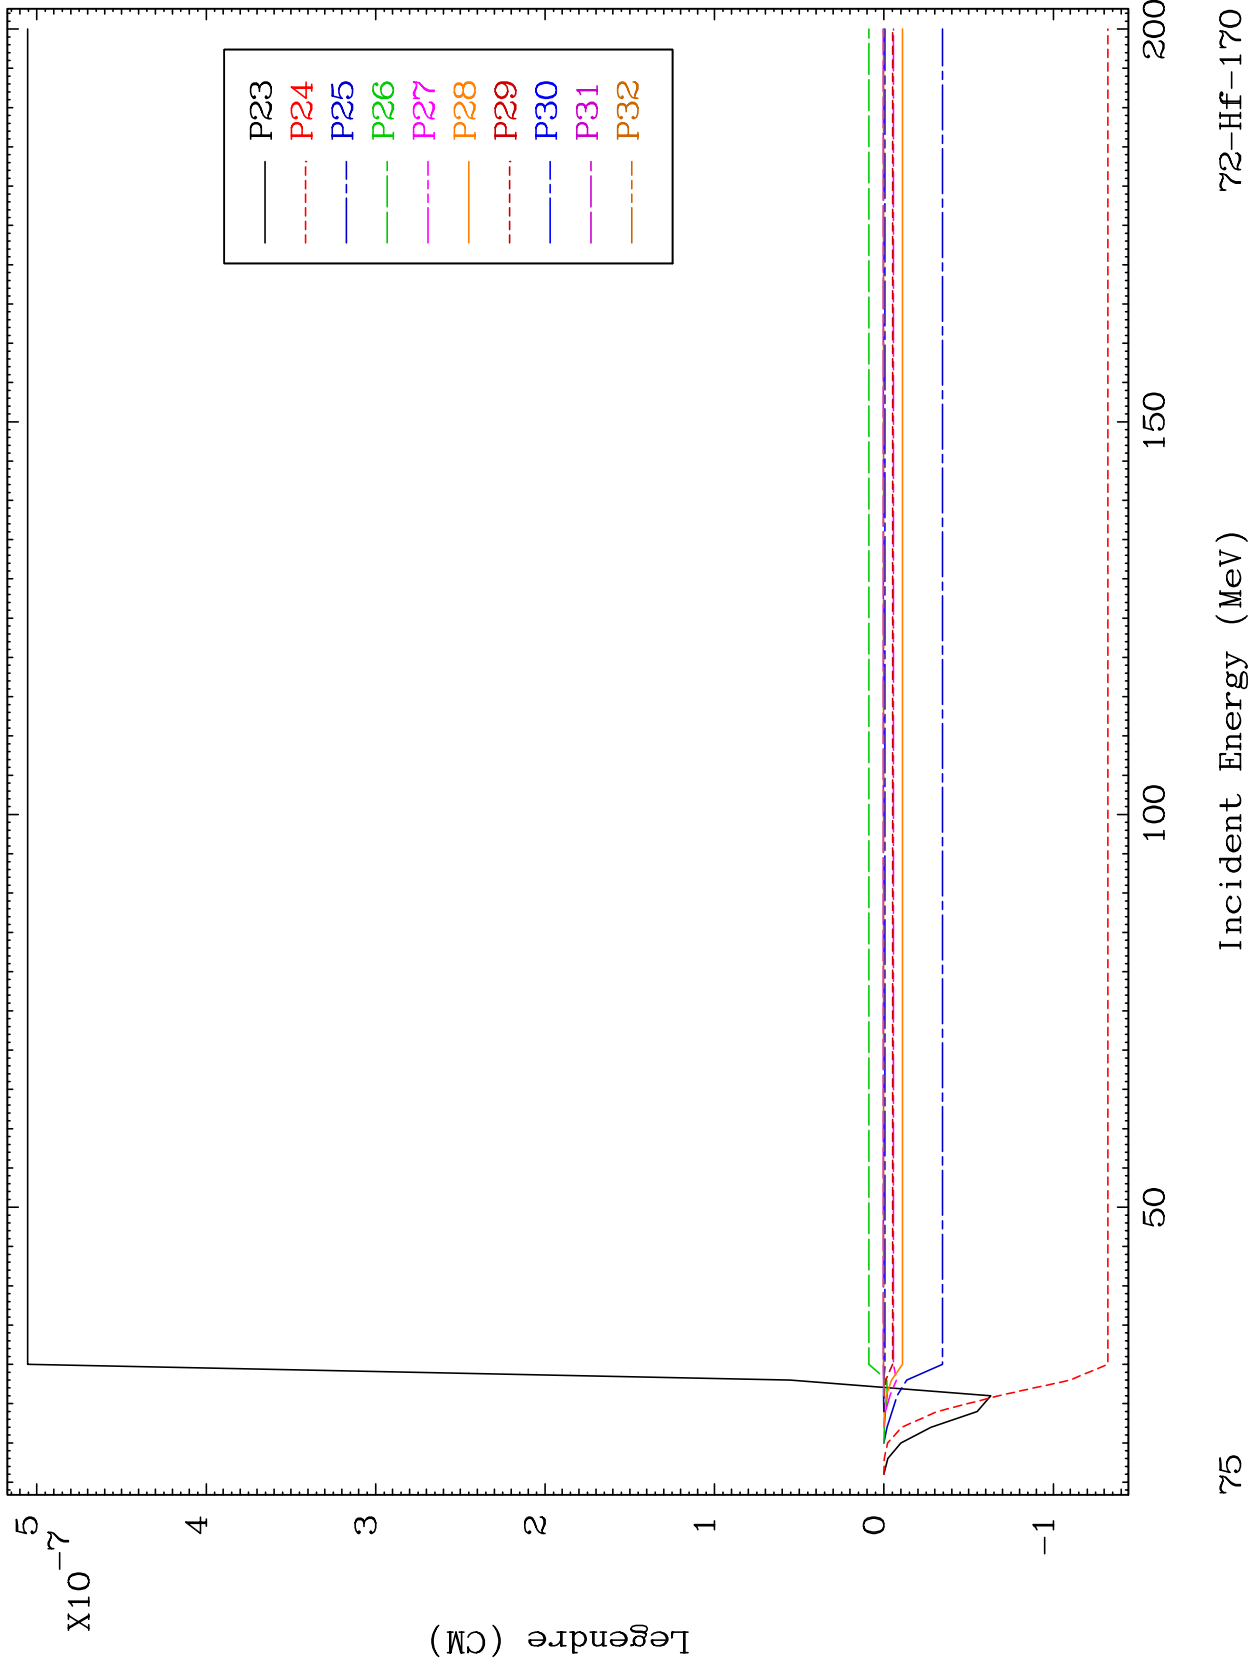 X10
-7
5
4
3
2
1
0
-1
Legendre (CM)
P23
P24
P25
P26
P27
P28
P29
P30
P31
P32
50
100
150
200
75
Incident Energy (MeV)
72-Hf-170